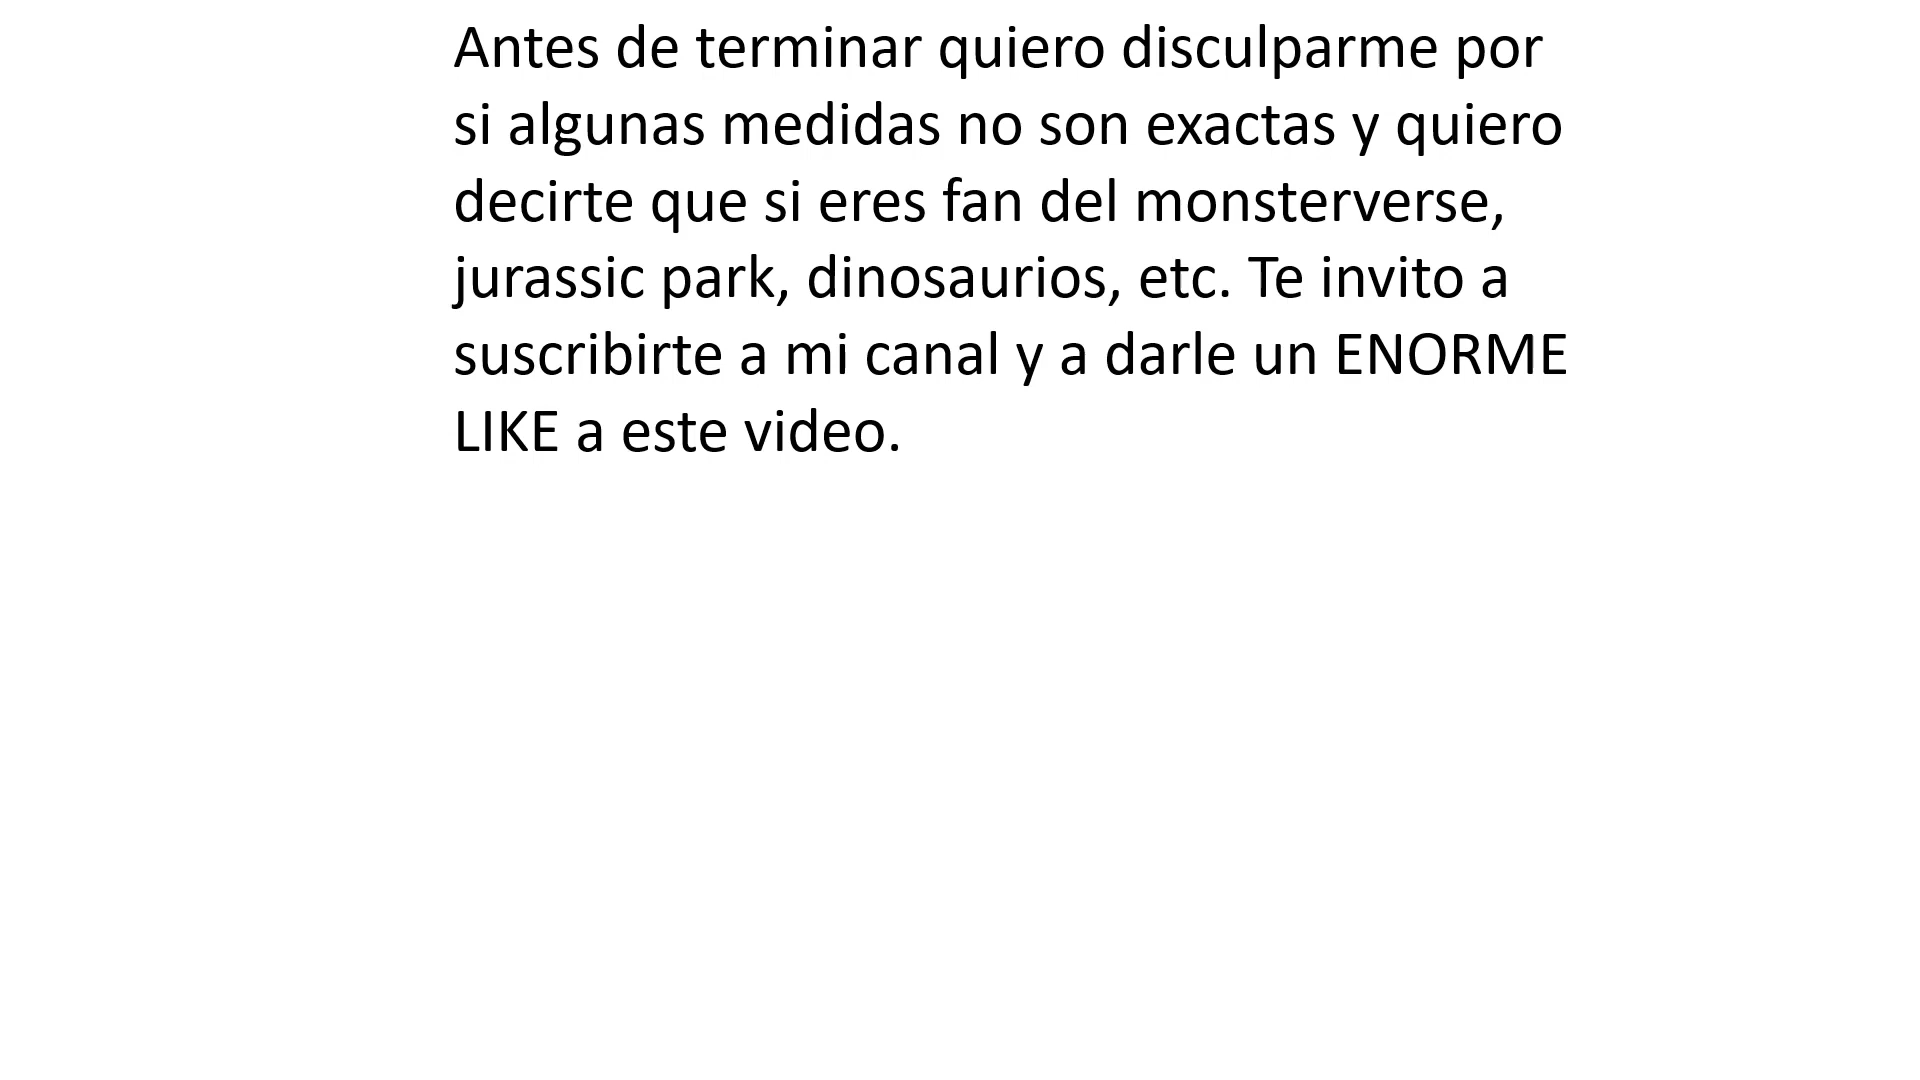 Antes de terminar quiero disculparme por
si algunas medidas no son exactas y quiero
decirte que si eres fan del monsterverse,
jurassic park, dinosaurios, etc. Te invito a
suscribirte a mi canal y a darle un ENORME
LIKE a este video.